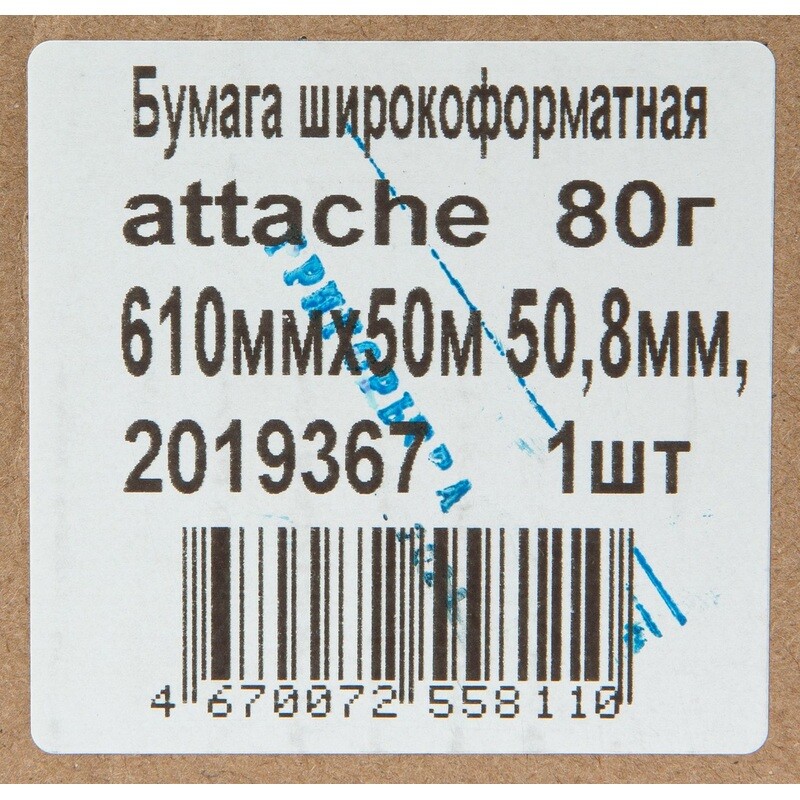 Бумага широкоформатная
attache 80г
610ммх50м 50,8мм,
2019367 1шт
4 670072 558110